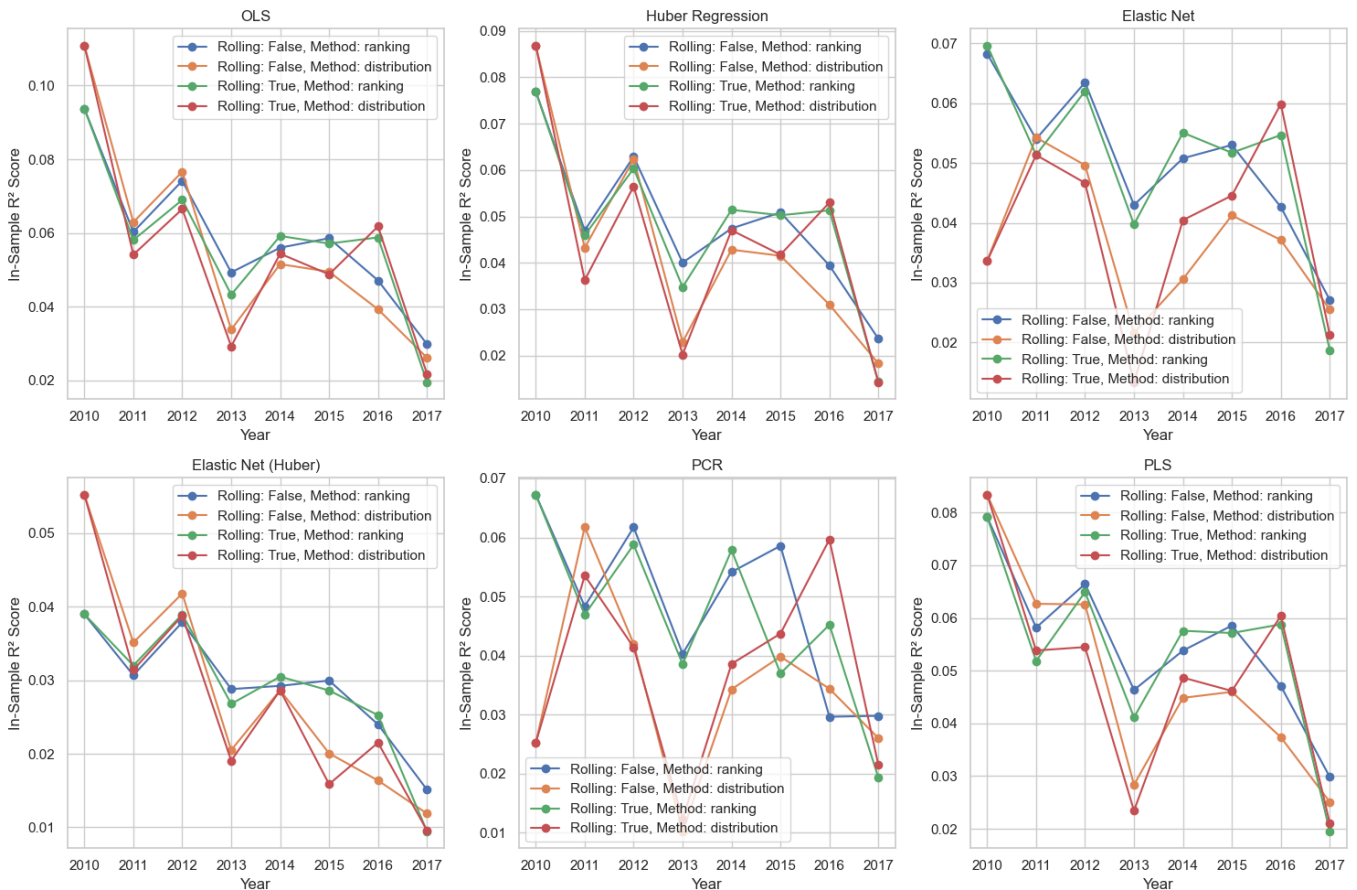 OLS
In-Sample R² Score
0.10
0.08
0.06
0.04
0.02
Rolling: False, Method: ranking
Rolling: False, Method: distribution
Rolling: True, Method: ranking
Rolling: True, Method: distribution
2010 2011 2012 2013 2014 2015 2016 2017
Year
Huber Regression
In-Sample R² Score
0.09
0.08
0.07
0.06
0.05
0.04
0.03
0.02
Rolling: False, Method: ranking
Rolling: False, Method: distribution
Rolling: True, Method: ranking
Rolling: True, Method: distribution
2010 2011 2012 2013 2014 2015 2016 2017
Year
Elastic Net
In-Sample R² Score
0.07
0.06
0.05
0.04
0.03
0.02
Rolling: False, Method: ranking
Rolling: False, Method: distribution
Rolling: True, Method: ranking
Rolling: True, Method: distribution
2010 2011 2012 2013 2014 2015 2016 2017
Year
Elastic Net (Huber)
In-Sample R² Score
0.05
0.04
0.03
0.02
0.01
Rolling: False, Method: ranking
Rolling: False, Method: distribution
Rolling: True, Method: ranking
Rolling: True, Method: distribution
2010 2011 2012 2013 2014 2015 2016 2017
Year
PCR
In-Sample R² Score
0.07
0.06
0.05
0.04
0.03
0.02
0.01
Rolling: False, Method: ranking
Rolling: False, Method: distribution
Rolling: True, Method: ranking
Rolling: True, Method: distribution
2010 2011 2012 2013 2014 2015 2016 2017
Year
PLS
In-Sample R² Score
0.08
0.07
0.06
0.05
0.04
0.03
0.02
Rolling: False, Method: ranking
Rolling: False, Method: distribution
Rolling: True, Method: ranking
Rolling: True, Method: distribution
2010 2011 2012 2013 2014 2015 2016 2017
Year